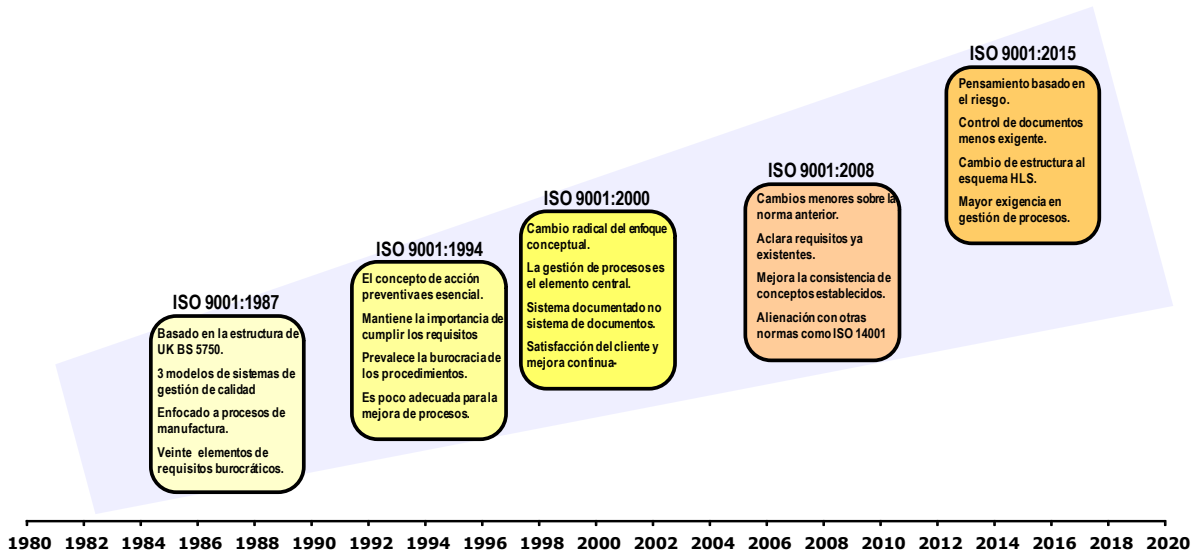 ISO 9001:2015
Pensamiento basado en
el riesgo.
Control de documentos
menos exigente.
Cambio de estructura al
esquema HLS.
Mayor exigencia en
gestión de procesos.
ISO 9001:2008
Cambios menores sobre la
norma anterior.
Aclara requisitos ya
existentes.
Mejora la consistencia de
conceptos establecidos.
Alienación con otras
normas como ISO 14001
ISO 9001:2000
Cambio radical del enfoque
conceptual.
La gestión de procesos es
el elemento central.
Sistema documentado no
sistema de documentos.
Satisfacción del cliente y
mejora continua-
ISO 9001:1994
El concepto de acción
preventiva es esencial.
Mantiene la importancia de
cumplir los requisitos
Prevalece la burocracia de
los procedimientos.
Es poco adecuada para la
mejora de procesos.
ISO 9001:1987
Basado en la estructura de
UK BS 5750.
3 modelos de sistemas de
gestión de calidad
Enfocado a procesos de
manufactura.
Veinte elementos de
requisitos burocráticos.
1980 1982 1984 1986 1988 1990 1992 1994 1996 1998 2000 2002 2004 2006 2008 2010 2012 2014 2016 2018 2020